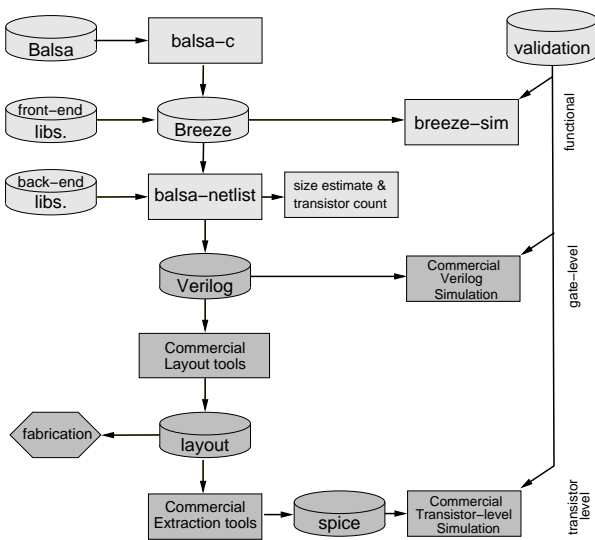 Balsa
balsa−c
validation
front−end
libs.
Breeze
breeze−sim
functional
back−end
libs.
balsa−netlist
size estimate &
transistor count
Verilog
Commercial
Verilog
Simulation
gate−level
Commercial
Layout tools
fabrication
layout
Commercial
Extraction tools
spice
Commercial
Transistor−level
Simulation
transistor
level